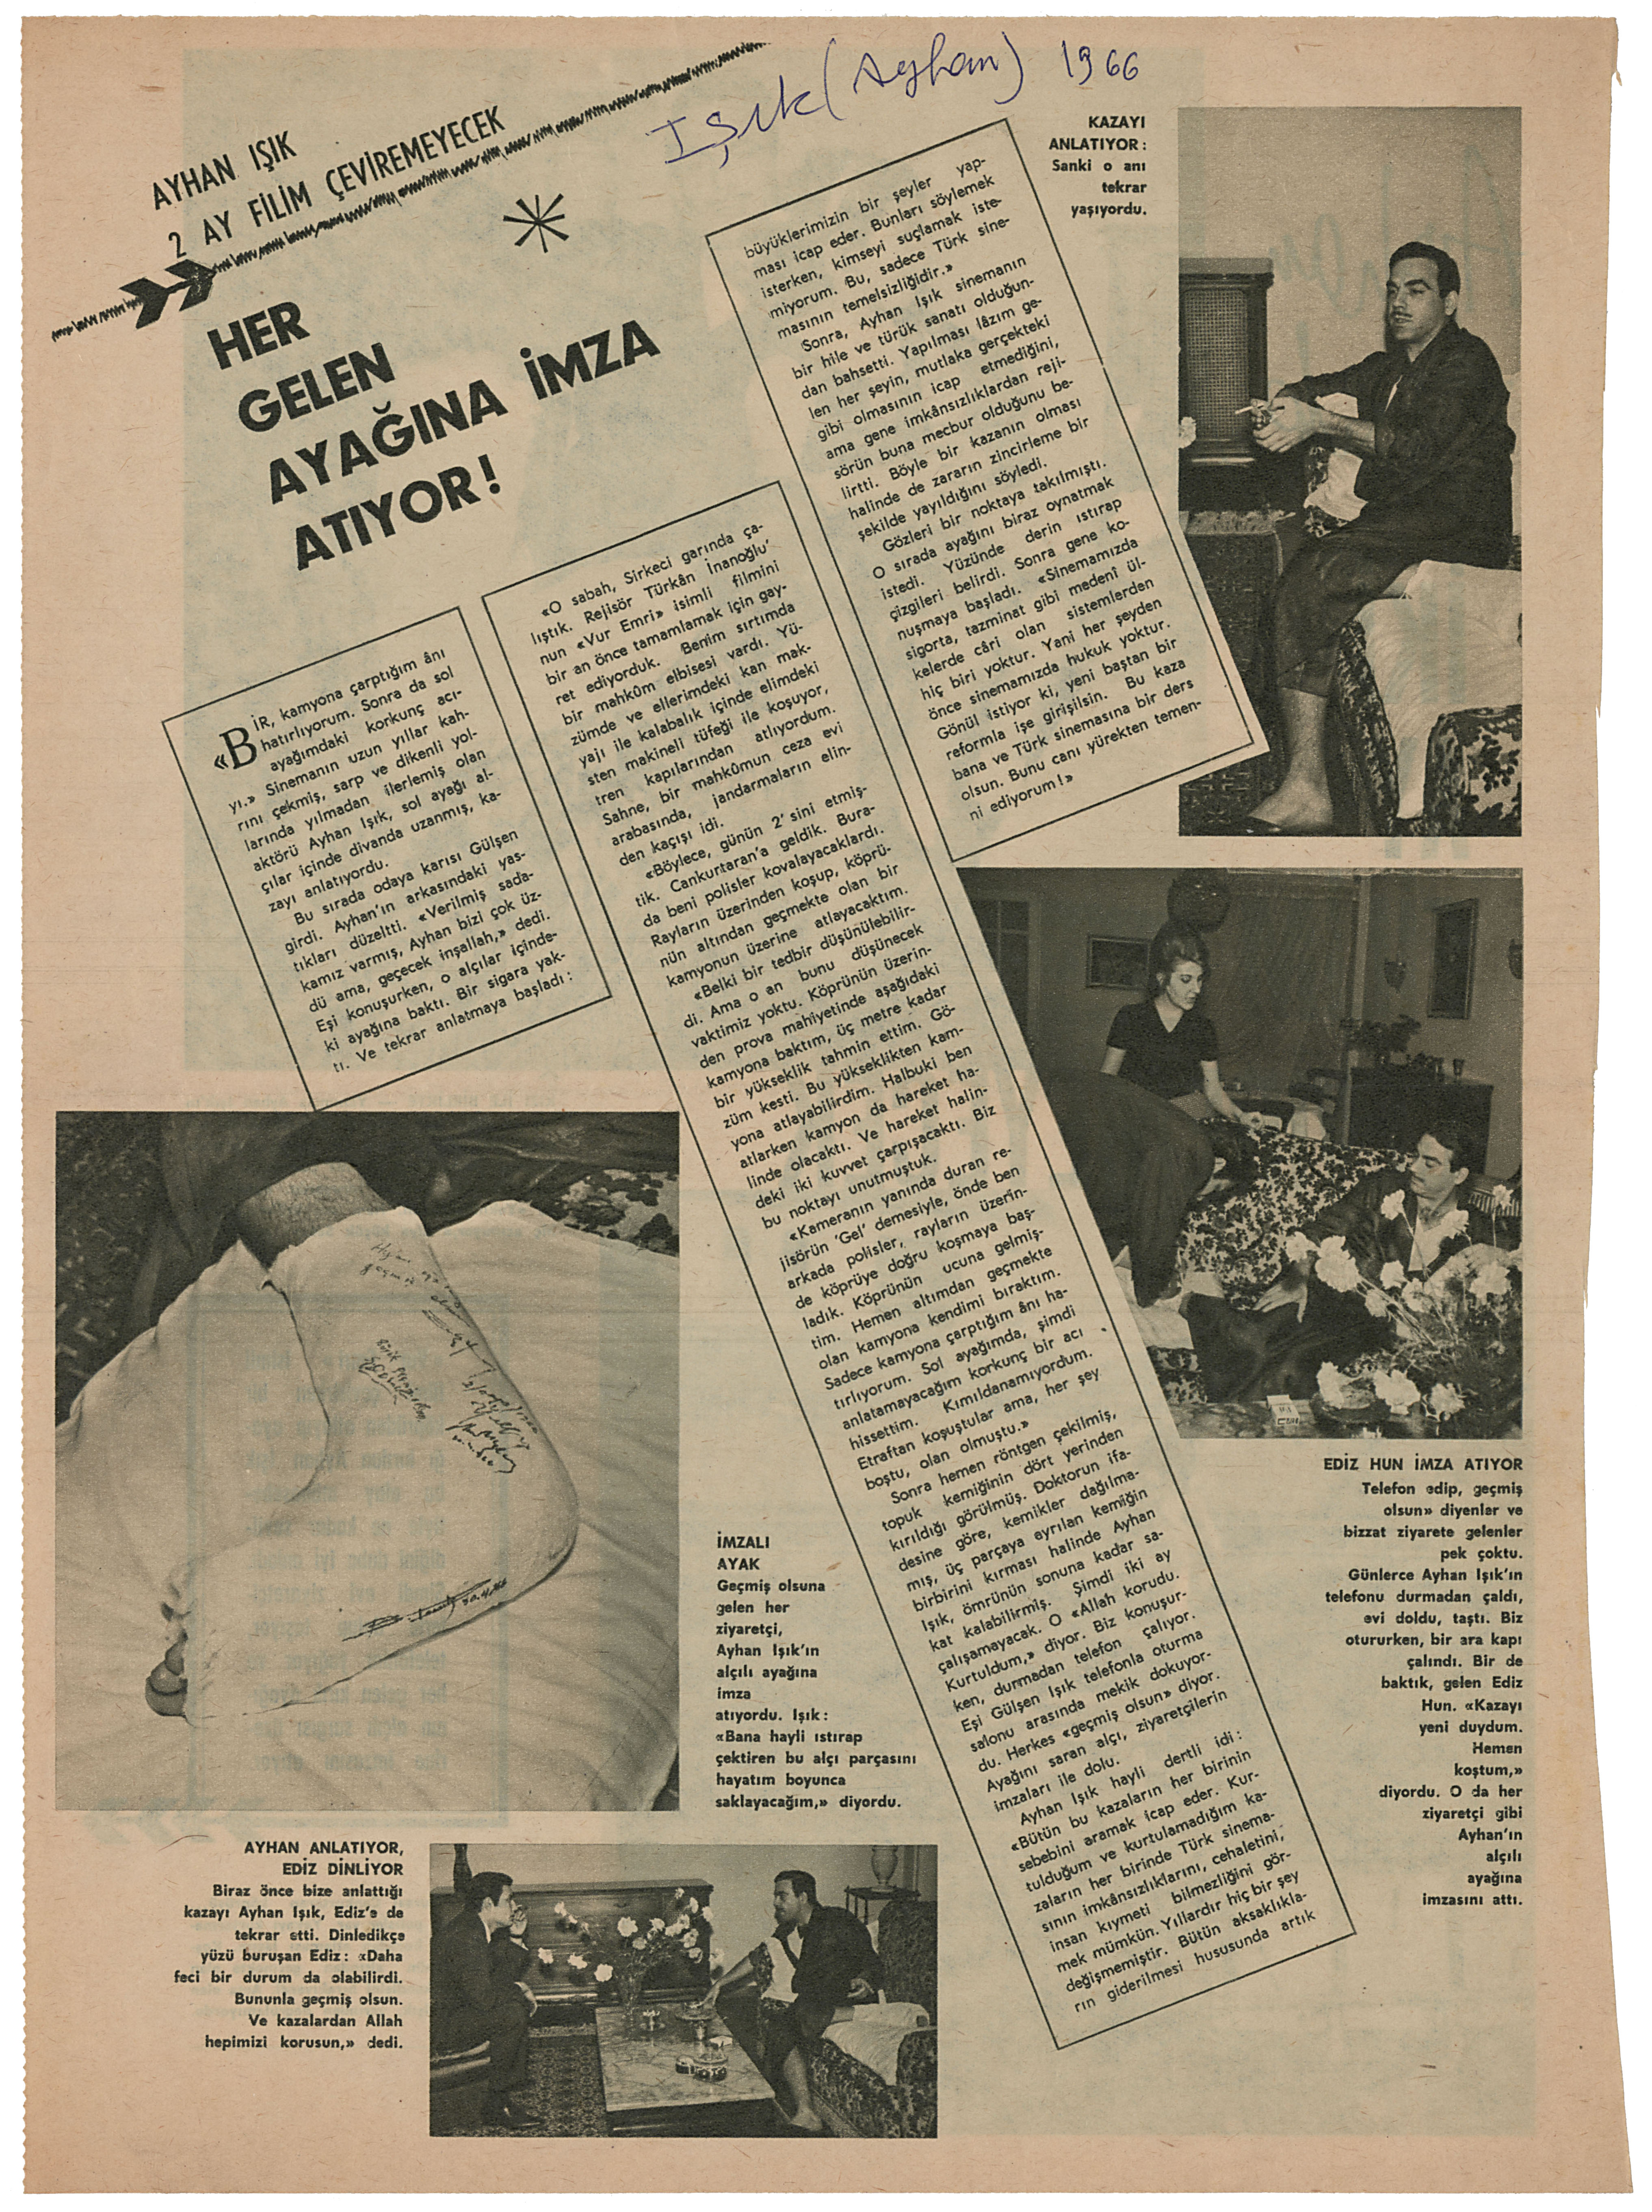 Işık (Ayhan) 1966
AYHAN IŞIK
2 AY FİLİM ÇEVİREMEYECEK
HER
GELEN
AYAĞINA İMZA
ATIYOR!
«BİR, kamyona çarptığım ânı
hatırlıyorum. Sonra da sol
ayağımdaki korkunç acı-
yı.» Sinemanın uzun yıllar kah-
rını çekmiş, sarp ve dikenli yol-
larında yılmadan ilerlemiş olan
aktörü Ayhan Işık, sol ayağı al-
çılar içinde divanda uzanmış, ka-
zayı anlatıyordu.
Bu sırada odaya karısı Gülşen
girdi. Ayhan'ın arkasındaki yas-
tıkları düzeltti. «Verilmiş sada-
kamız varmış, Ayhan bizi çok üz-
dü ama, geçecek inşallah,» dedi.
Eşi konuşurken, o alçılar içinde-
ki ayağına baktı. Bir sigara yak-
tı. Ve tekrar anlatmaya başladı:
«O sabah, Sirkeci garında ça-
lıştık. Rejisör Türkân İnanoğlu'
nun «Vur Emri» isimli filmini
bir an önce tamamlamak için gay-
ret ediyorduk. Benim sırtımda
bir mahkûm elbisesi vardı. Yü-
zümde ve ellerimdeki kan mak-
yajı ile kalabalık içinde elimdeki
sten makineli tüfeği ile koşuyor,
tren kapılarından atlıyordum.
Sahne, bir mahkûmun ceza evi
arabasında, jandarmaların elin-
den kaçışı idi.
«Böylece, günün 2' sini etmiş-
tik. Cankurtaran'a geldik. Bura-
da beni polisler kovalayacaklardı.
Rayların üzerinden koşup, köprü-
nün altından geçmekte olan bir
kamyonun üzerine atlayacaktım.
«Belki bir tedbir düşünülebilir-
di. Ama o an bunu düşünecek
vaktimiz yoktu. Köprünün üzerin-
den prova mahiyetinde aşağıdaki
kamyona baktım, üç metre kadar
bir yükseklik tahmin ettim. Gö-
züm kesti. Bu yükseklikten kam-
yona atlayabilirdim. Halbuki ben
atlarken kamyon da hareket ha-
linde olacaktı. Ve hareket halin-
deki iki kuvvet çarpışacaktı. Biz
bu noktayı unutmuştuk.
«Kameranın yanında duran re-
jisörün 'Gel' demesiyle, önde ben
arkada polisler, rayların üzerin-
de köprüye doğru koşmaya baş-
ladık. Köprünün ucuna gelmiş-
tim. Hemen altımdan geçmekte
olan kamyona kendimi bıraktım.
Sadece kamyona çarptığım ânı ha-
tırlıyorum. Sol ayağımda, şimdi
anlatamayacağım korkunç bir acı
hissettim. Kımıldanamıyordum.
Etraftan koşuştular ama, her şey
boştu, olan olmuştu.»
Sonra hemen röntgen çekilmiş,
topuk kemiğinin dört yerinden
kırıldığı görülmüş. Doktorun ifa-
desine göre, kemikler dağılma-
mış, üç parçaya ayrılan kemiğin
birbirini kırması halinde Ayhan
Işık, ömrünün sonuna kadar sa-
kat kalabilirmiş. Şimdi iki ay
çalışamayacak. O «Allah korudu.
Kurtuldum,» diyor. Biz konuşur-
ken, durmadan telefon çalıyor.
Eşi Gülşen Işık telefonla oturma
salonu arasında mekik dokuyor-
du. Herkes «geçmiş olsun» diyor.
Ayağını saran alçı, ziyaretçilerin
imzaları ile dolu.
Ayhan Işık hayli dertli idi:
«Bütün bu kazaların her birinin
sebebini aramak icap eder. Kur-
tulduğum ve kurtulamadığım ka-
zaların her birinde Türk sinema-
sının imkânsızlıklarını, cehaletini,
insan kıymeti bilmezliğini gör-
mek mümkün. Yıllardır hiç bir şey
değişmemiştir. Bütün aksaklıkla-
rın giderilmesi hususunda artık
büyüklerimizin bir şeyler yap-
ması icap eder. Bunları söylemek
isterken, kimseyi suçlamak iste-
miyorum. Bu, sadece Türk sine-
masının temelsizliğidir.»
Sonra, Ayhan Işık sinemanın
bir hile ve türük sanatı olduğun-
dan bahsetti. Yapılması lâzım ge-
len her şeyin, mutlaka gerçekteki
gibi olmasının icap etmediğini,
ama gene imkânsızlıklardan reji-
sörün buna mecbur olduğunu be-
lirtti. Böyle bir kazanın olması
halinde de zararın zincirleme bir
şekilde yayıldığını söyledi.
Gözleri bir noktaya takılmıştı.
O sırada ayağını biraz oynatmak
istedi. Yüzünde derin ıstırap
çizgileri belirdi. Sonra gene ko-
nuşmaya başladı. «Sinemamızda
sigorta, tazminat gibi medenî ül-
kelerde câri olan sistemlerden
hiç biri yoktur. Yani her şeyden
önce sinemamızda hukuk yoktur.
Gönül istiyor ki, yeni baştan bir
reformla işe girişilsin. Bu kaza
bana ve Türk sinemasına bir ders
olsun. Bunu canı yürekten temen-
ni ediyorum!»
KAZAYI
ANLATIYOR:
Sanki o anı
tekrar
yaşıyordu.
EDİZ HUN İMZA ATIYOR
Telefon edip, geçmiş
olsun» diyenler ve
bizzat ziyarete gelenler
pek çoktu.
Günlerce Ayhan Işık'ın
telefonu durmadan çaldı,
evi doldu, taştı. Biz
otururken, bir ara kapı
çalındı. Bir de
baktık, gelen Ediz
Hun. «Kazayı
yeni duydum.
Hemen
koştum,»
diyordu. O da her
ziyaretçi gibi
Ayhan'ın
alçılı
ayağına
imzasını attı.
İMZALI
AYAK
Geçmiş olsuna
gelen her
ziyaretçi,
Ayhan Işık'ın
alçılı ayağına
imza
atıyordu. Işık:
«Bana hayli ıstırap
çektiren bu alçı parçasını
hayatım boyunca
saklayacağım,» diyordu.
AYHAN ANLATIYOR,
EDİZ DİNLİYOR
Biraz önce bize anlattığı
kazayı Ayhan Işık, Ediz'e de
tekrar etti. Dinledikçe
yüzü buruşan Ediz: «Daha
feci bir durum da olabilirdi.
Bununla geçmiş olsun.
Ve kazalardan Allah
hepimizi korusun,» dedi.